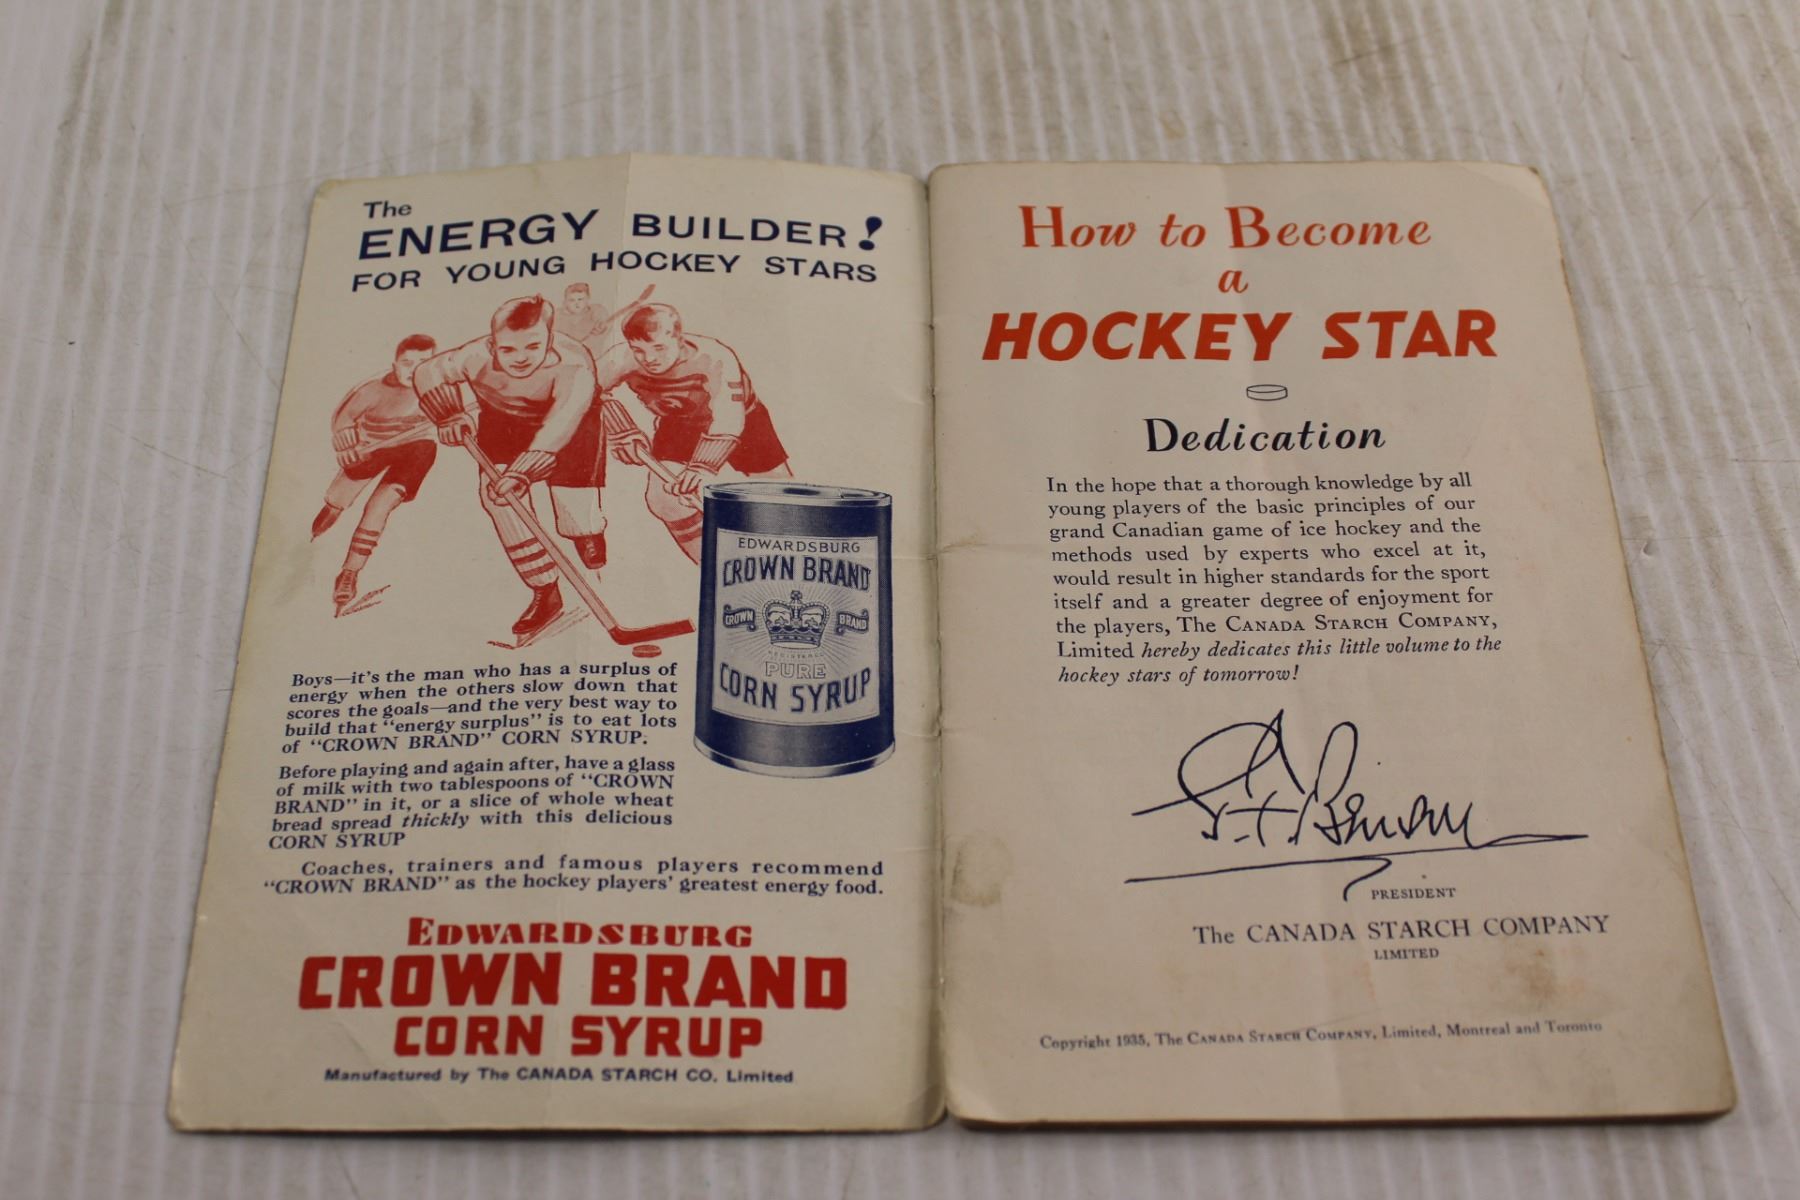 The
ENERGY BUILDER!
FOR YOUNG HOCKEY STARS
EDWARDSBURG
CROWN BRAND
CROWN BRAND
REGISTERED
PURE
CORN SYRUP
Boys—it's the man who has a surplus of
energy when the others slow down that
scores the goals—and the very best way to
build that "energy surplus" is to eat lots
of "CROWN BRAND" CORN SYRUP.
Before playing and again after, have a glass
of milk with two tablespoons of "CROWN
BRAND" in it, or a slice of whole wheat
bread spread thickly with this delicious
CORN SYRUP
Coaches, trainers and famous players recommend
"CROWN BRAND" as the hockey players' greatest energy food.
EDWARDSBURG
CROWN BRAND
CORN SYRUP
Manufactured by The CANADA STARCH CO. Limited
How to Become
a
HOCKEY STAR
Dedication
In the hope that a thorough knowledge by all
young players of the basic principles of our
grand Canadian game of ice hockey and the
methods used by experts who excel at it,
would result in higher standards for the sport
itself and a greater degree of enjoyment for
the players, The CANADA STARCH COMPANY,
Limited hereby dedicates this little volume to the
hockey stars of tomorrow!
PRESIDENT
The CANADA STARCH COMPANY
LIMITED
Copyright 1935, The CANADA STARCH COMPANY, Limited, Montreal and Toronto